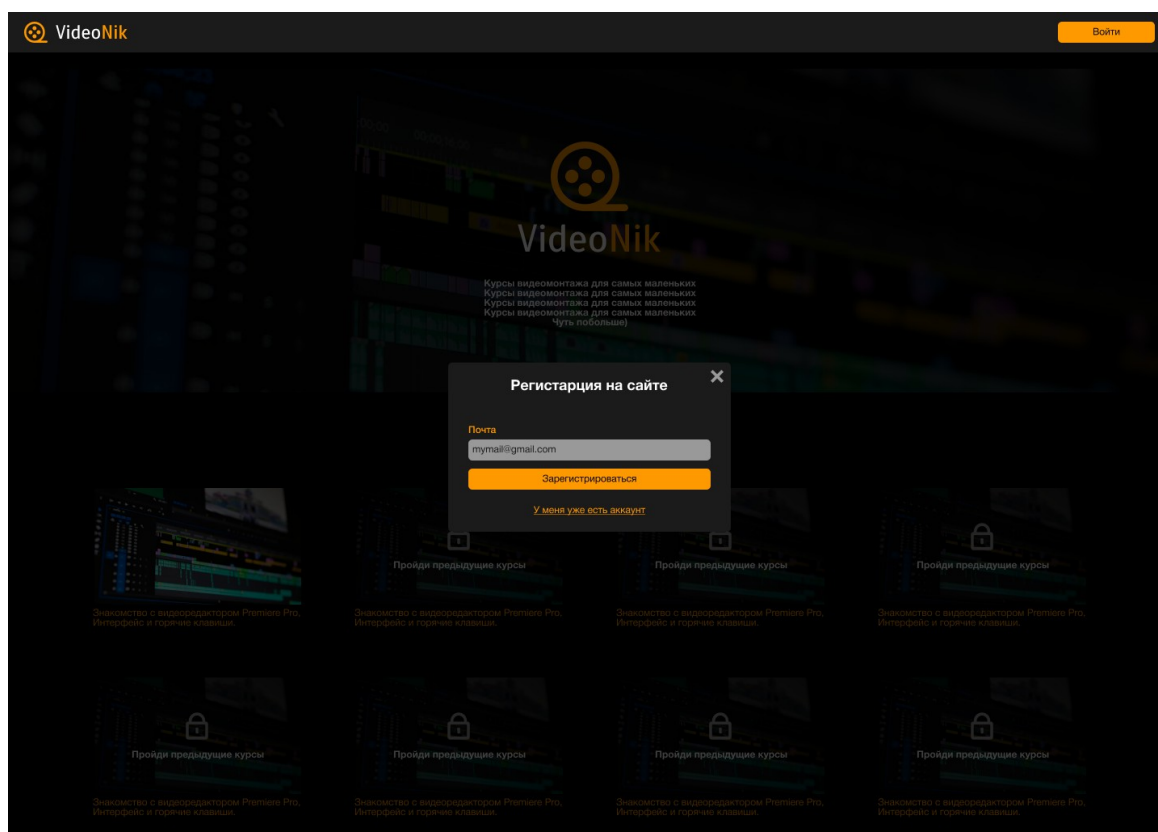 VideoNik
Войти
VideoNik
Курсы видеомонтажа для самых маленьких
Курсы видеомонтажа для самых маленьких
Курсы видеомонтажа для самых маленьких
Курсы видеомонтажа для самых маленьких
Чуть побольше)
Регистарция на сайте
Почта
mymail@gmail.com
Зарегистрироваться
У меня уже есть аккаунт
Пройди предыдущие курсы
Пройди предыдущие курсы
Пройди предыдущие курсы
Знакомство с видеоредактором Premiere Pro.
Интерфейс и горячие клавиши.
Знакомство с видеоредактором Premiere Pro.
Интерфейс и горячие клавиши.
Знакомство с видеоредактором Premiere Pro.
Интерфейс и горячие клавиши.
Знакомство с видеоредактором Premiere Pro.
Интерфейс и горячие клавиши.
Пройди предыдущие курсы
Пройди предыдущие курсы
Пройди предыдущие курсы
Пройди предыдущие курсы
Знакомство с видеоредактором Premiere Pro.
Интерфейс и горячие клавиши.
Знакомство с видеоредактором Premiere Pro.
Интерфейс и горячие клавиши.
Знакомство с видеоредактором Premiere Pro.
Интерфейс и горячие клавиши.
Знакомство с видеоредактором Premiere Pro.
Интерфейс и горячие клавиши.